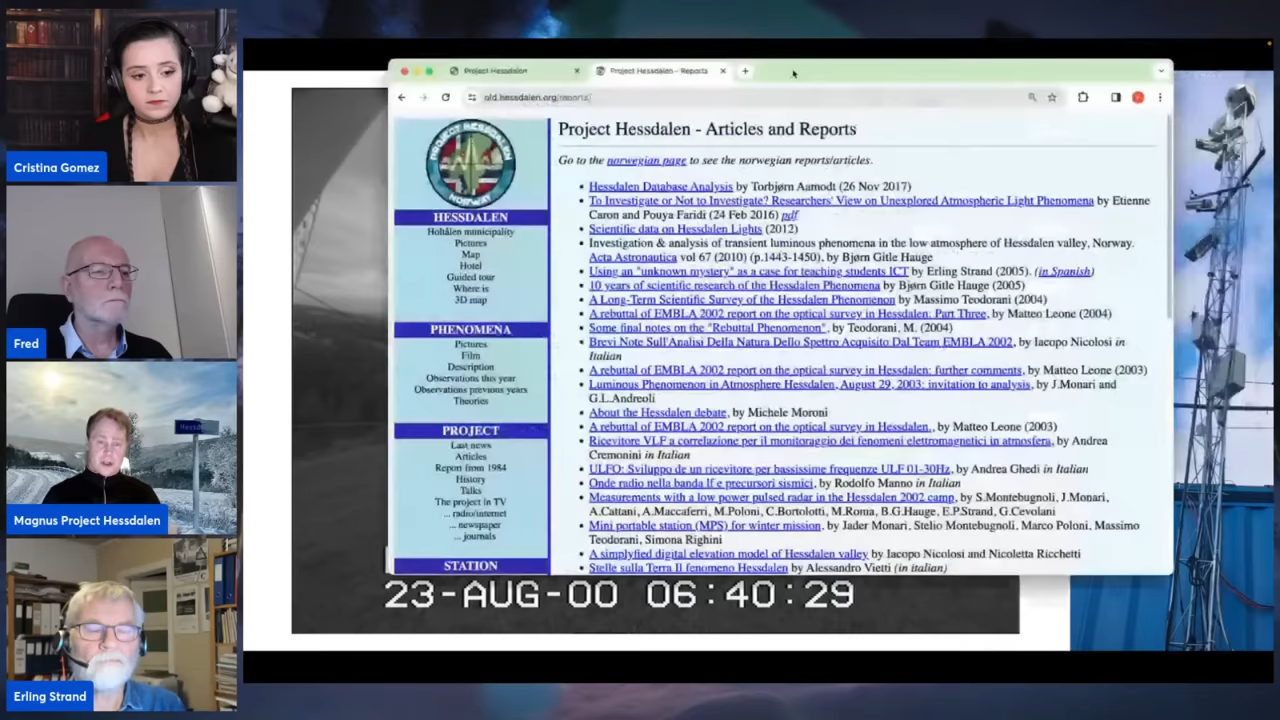 Cristina Gomez
Fred
Hessd
Magnus Project Hessdalen
Erling Strand
Project Hessdalen
Project Hessdalen - Reports
old.hessdalen.org/reports/
PROJECT HESSDALEN
NORWAY
HESSDALEN
Holtålen municipality
Pictures
Map
Hotel
Guided tour
Where is
3D map
PHENOMENA
Pictures
Film
Description
Observations this year
Observations previous years
Theories
PROJECT
Last news
Articles
Report from 1984
History
Talks
The project in TV
... radio/internet
... newspaper
... journals
STATION
Project Hessdalen - Articles and Reports
Go to the norwegian page to see the norwegian reports/articles.
• Hessdalen Database Analysis by Torbjørn Aamodt (26 Nov 2017)
• To Investigate or Not to Investigate? Researchers' View on Unexplored Atmospheric Light Phenomena by Etienne
Caron and Pouya Faridi (24 Feb 2016) pdf
• Scientific data on Hessdalen Lights (2012)
• Investigation & analysis of transient luminous phenomena in the low atmosphere of Hessdalen valley, Norway.
Acta Astronautica vol 67 (2010) (p.1443-1450), by Bjørn Gitle Hauge
• Using an "unknown mystery" as a case for teaching students ICT by Erling Strand (2005). (in Spanish)
• 10 years of scientific research of the Hessdalen Phenomena by Bjørn Gitle Hauge (2005)
• A Long-Term Scientific Survey of the Hessdalen Phenomenon by Massimo Teodorani (2004)
• A rebuttal of EMBLA 2002 report on the optical survey in Hessdalen: Part Three, by Matteo Leone (2004)
• Some final notes on the "Rebuttal Phenomenon", by Teodorani, M. (2004)
• Brevi Note Sull'Analisi Della Natura Dello Spettro Acquisito Dal Team EMBLA 2002, by Iacopo Nicolosi in
Italian
• A rebuttal of EMBLA 2002 report on the optical survey in Hessdalen: further comments, by Matteo Leone (2003)
• Luminous Phenomenon in Atmosphere Hessdalen, August 29, 2003: invitation to analysis, by J.Monari and
G.L.Andreoli
• About the Hessdalen debate, by Michele Moroni
• A rebuttal of EMBLA 2002 report on the optical survey in Hessdalen., by Matteo Leone (2003)
• Ricevitore VLF a correlazione per il monitoraggio dei fenomeni elettromagnetici in atmosfera, by Andrea
Cremonini in Italian
• ULFO: Sviluppo de un ricevitore per bassissime frequenze ULF 01-30Hz, by Andrea Ghedi in Italian
• Onde radio nella banda lf e precursori sismici, by Rodolfo Manno in Italian
• Measurements with a low power pulsed radar in the Hessdalen 2002 camp, by S.Montebugnoli, J.Monari,
A.Cattani, A.Maccaferri, M.Poloni, C.Bortolotti, M.Roma, B.G.Hauge, E.P.Strand, G.Cevolani
• Mini portable station (MPS) for winter mission, by Jader Monari, Stelio Montebugnoli, Marco Poloni, Massimo
Teodorani, Simona Righini
• A simplyfied digital elevation model of Hessdalen valley by Iacopo Nicolosi and Nicoletta Ricchetti
• Stelle sulla Terra Il fenomeno Hessdalen by Alessandro Vietti (in italian)
23-AUG-00 06:40:29